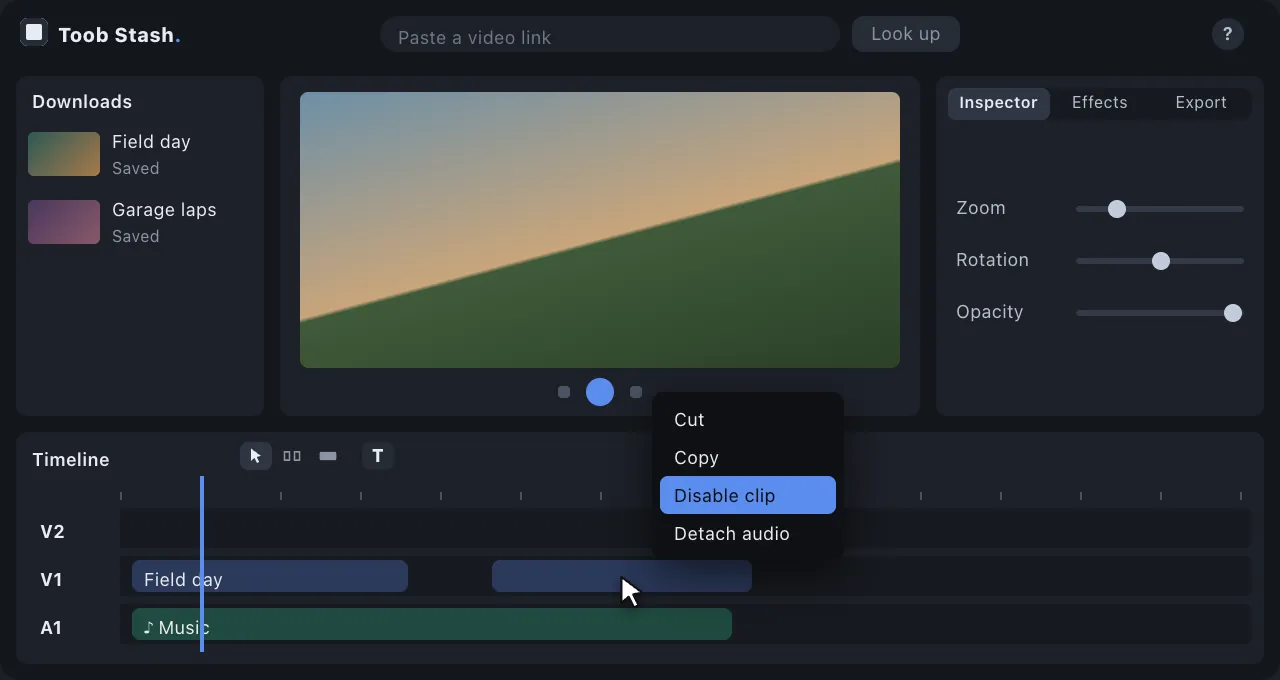 Toob Stash.
Paste a video link
Look up
?
Downloads
Field day
Saved
Garage laps
Saved
Inspector
Effects
Export
Zoom
Rotation
Opacity
Cut
Copy
Disable clip
Detach audio
Timeline
T
V2
V1
Field day
A1
♪ Music